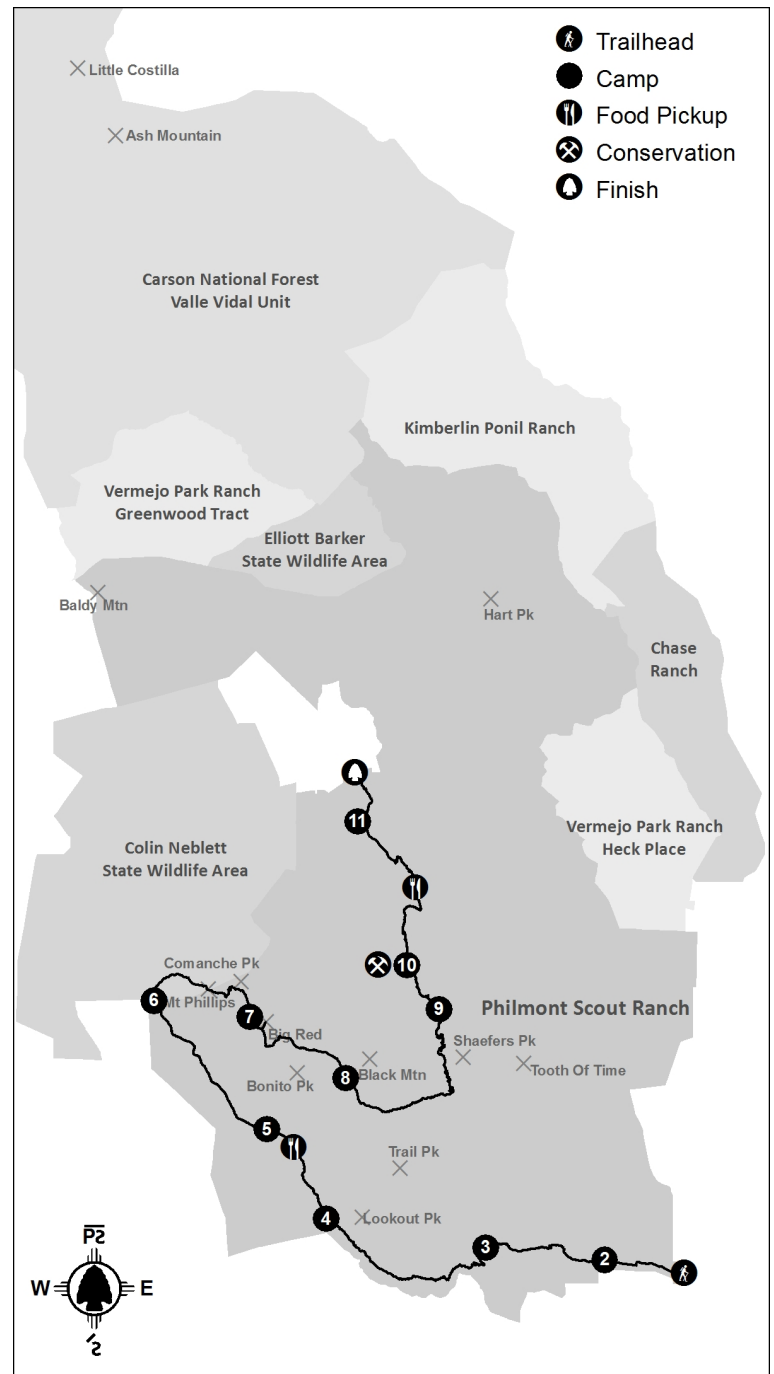 Trailhead
Camp
Food Pickup
Conservation
Finish
Little Costilla
Ash Mountain
Carson National Forest
Valle Vidal Unit
Kimberlin Ponil Ranch
Vermejo Park Ranch
Greenwood Tract
Elliott Barker
State Wildlife Area
Baldy Mtn
Hart Pk
Chase
Ranch
Vermejo Park Ranch
Heck Place
11
Colin Neblett
State Wildlife Area
Comanche Pk
10
Mt Phillips
6
7
9
Philmont Scout Ranch
Big Red
Shaefers Pk
Tooth Of Time
Black Mtn
8
Bonito Pk
5
Trail Pk
4
Lookout Pk
3
2
W
E